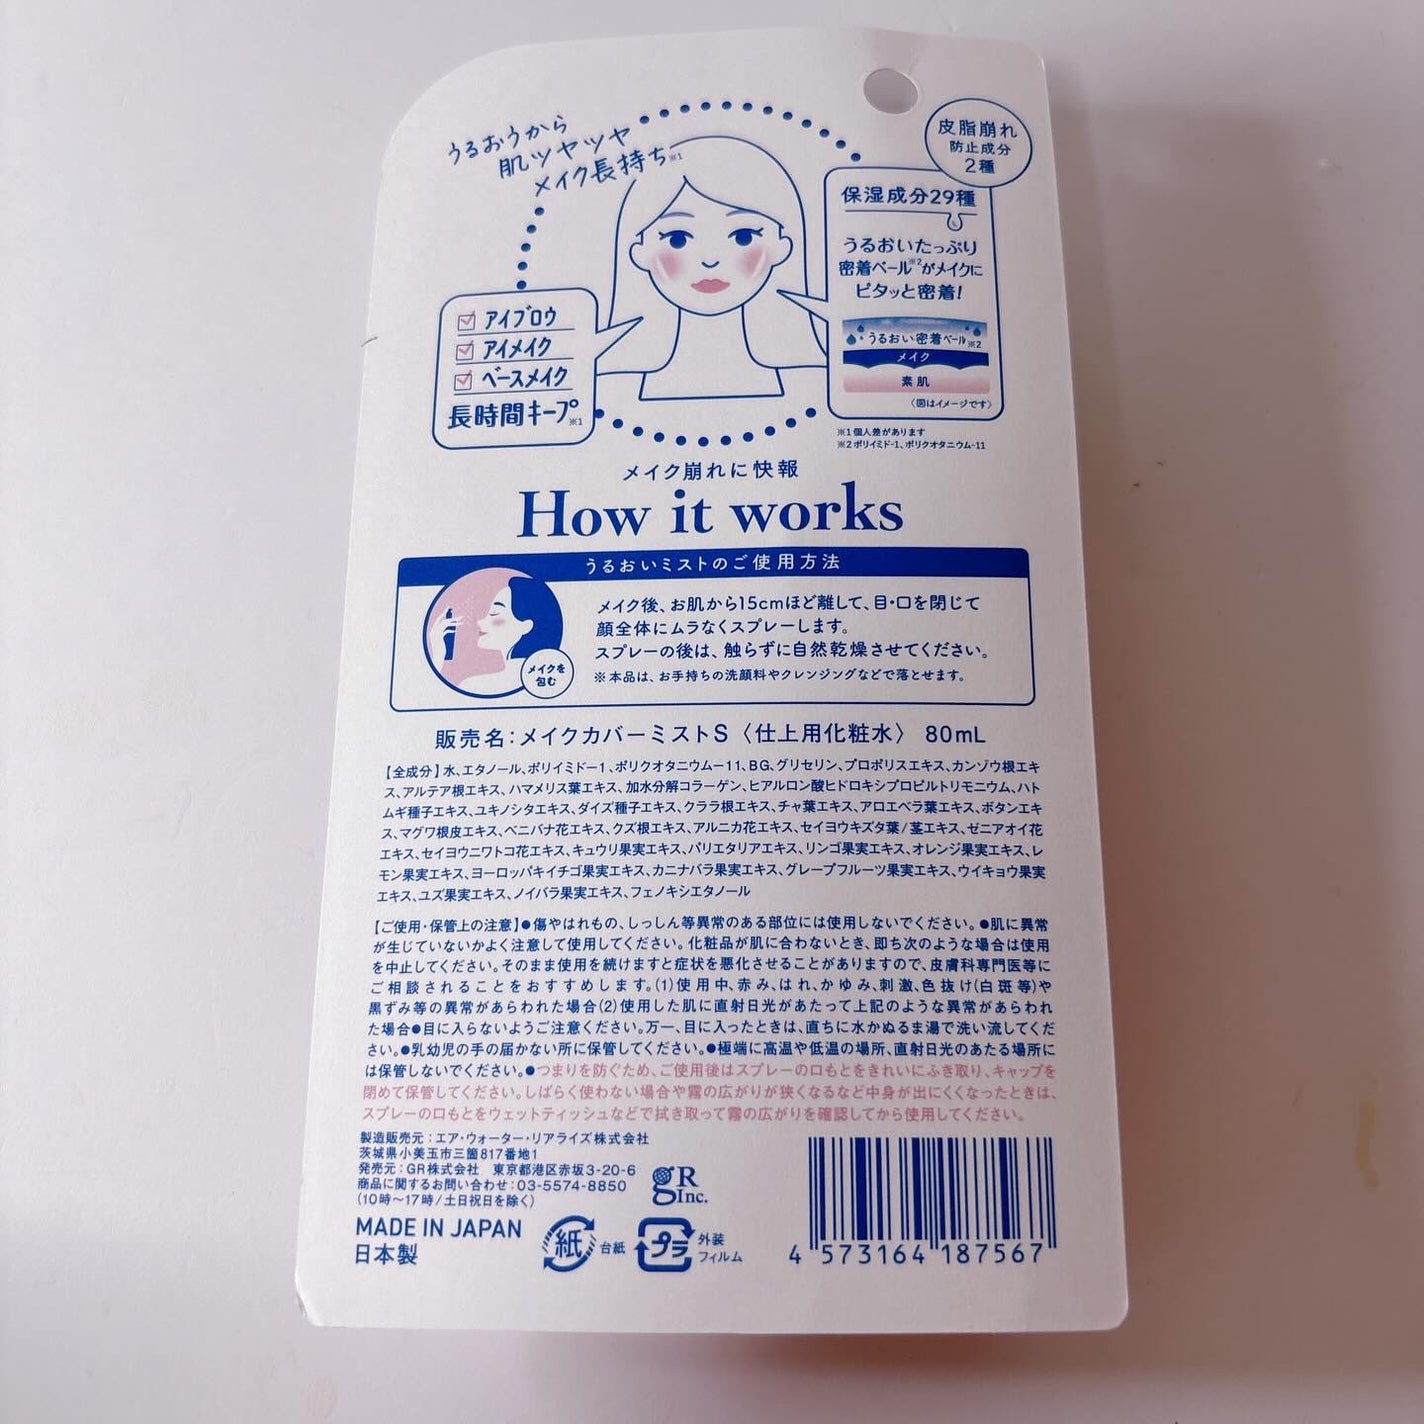 うるおうから
肌ツヤツヤ
メイク長持ち※1
皮脂崩れ
防止成分
2種
保湿成分29種
うるおいたっぷり
密着ベール※2がメイクに
ピタッと密着!
うるおい密着ベール※2
メイク
素肌
〈図はイメージです〉
アイブロウ
アイメイク
ベースメイク
長時間キープ※1
※1 個人差があります
※2 ポリイミド-1、ポリクオタニウム-11
メイク崩れに快報
How it works
うるおいミストのご使用方法
メイクを
包む
メイク後、お肌から15cmほど離して、目・口を閉じて
顔全体にムラなくスプレーします。
スプレーの後は、触らずに自然乾燥させてください。
※本品は、お手持ちの洗顔料やクレンジングなどで落とせます。
販売名:メイクカバーミストS〈仕上用化粧水〉 80mL
【全成分】水、エタノール、ポリイミド-1、ポリクオタニウム-11、BG、グリセリン、プロポリスエキス、カンゾウ根エキ
ス、アルテア根エキス、ハマメリス葉エキス、加水分解コラーゲン、ヒアルロン酸ヒドロキシプロピルトリモニウム、ハト
ムギ種子エキス、ユキノシタエキス、ダイズ種子エキス、クララ根エキス、チャ葉エキス、アロエベラ葉エキス、ボタンエキ
ス、マグワ根皮エキス、ベニバナ花エキス、クズ根エキス、アルニカ花エキス、セイヨウキズタ葉/茎エキス、ゼニアオイ花
エキス、セイヨウニワトコ花エキス、キュウリ果実エキス、パリエタリアエキス、リンゴ果実エキス、オレンジ果実エキス、レ
モン果実エキス、ヨーロッパキイチゴ果実エキス、カニナバラ果実エキス、グレープフルーツ果実エキス、ウイキョウ果実
エキス、ユズ果実エキス、ノイバラ果実エキス、フェノキシエタノール
【ご使用・保管上の注意】●傷やはれもの、しっしん等異常のある部位には使用しないでください。●肌に異常
が生じていないかよく注意して使用してください。化粧品が肌に合わないとき、即ち次のような場合は使用
を中止してください。そのまま使用を続けますと症状を悪化させることがありますので、皮膚科専門医等に
ご相談されることをおすすめします。(1)使用中、赤み、はれ、かゆみ、刺激、色抜け(白斑等)や
黒ずみ等の異常があらわれた場合(2)使用した肌に直射日光があたって上記のような異常があらわれ
た場合●目に入らないようご注意ください。万一、目に入ったときは、直ちに水かぬるま湯で洗い流してくだ
さい。●乳幼児の手の届かない所に保管してください。●極端に高温や低温の場所、直射日光のあたる場所に
は保管しないでください。●つまりを防ぐため、ご使用後はスプレーの口もとをきれいにふき取り、キャップを
閉めて保管してください。しばらく使わない場合や霧の広がりが狭くなるなど中身が出にくくなったときは、
スプレーの口もとをウェットティッシュなどで拭き取って霧の広がりを確認してから使用してください。
製造販売元:エア・ウォーター・リアライズ株式会社
茨城県小美玉市三箇817番地1
発売元:GR株式会社 東京都港区赤坂3-20-6
商品に関するお問い合わせ:03-5574-8850
(10時〜17時/土日祝日を除く)
gR
Inc.
MADE IN JAPAN
日本製
紙
台紙
プラ
外装
フィルム
4 573164 187567